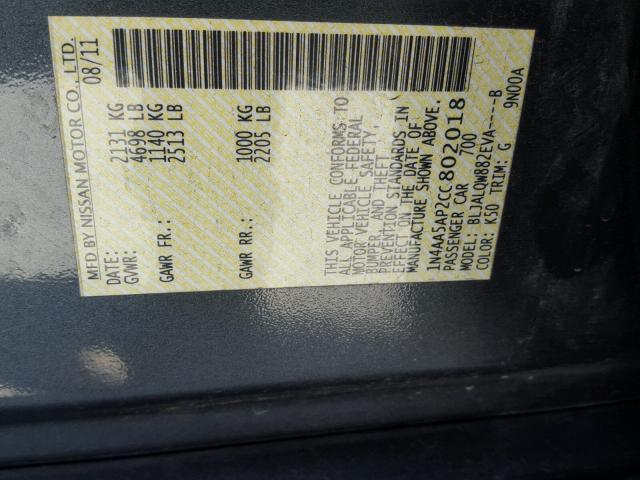 MFD BY NISSAN MOTOR CO., LTD.
DATE: 08/11
GVWR: 2131 KG
4698 LB
GAWR FR.: 1140 KG
2513 LB
GAWR RR.: 1000 KG
2205 LB
THIS VEHICLE CONFORMS TO
ALL APPLICABLE FEDERAL
MOTOR VEHICLE SAFETY,
BUMPER, AND THEFT
PREVENTION STANDARDS IN
EFFECT ON THE DATE OF
MANUFACTURE SHOWN ABOVE.
1N4AA5AP2CC802018
PASSENGER CAR 700
MODEL: BLJALQW882EVA----B
COLOR: K50 TRIM: G 9N00A